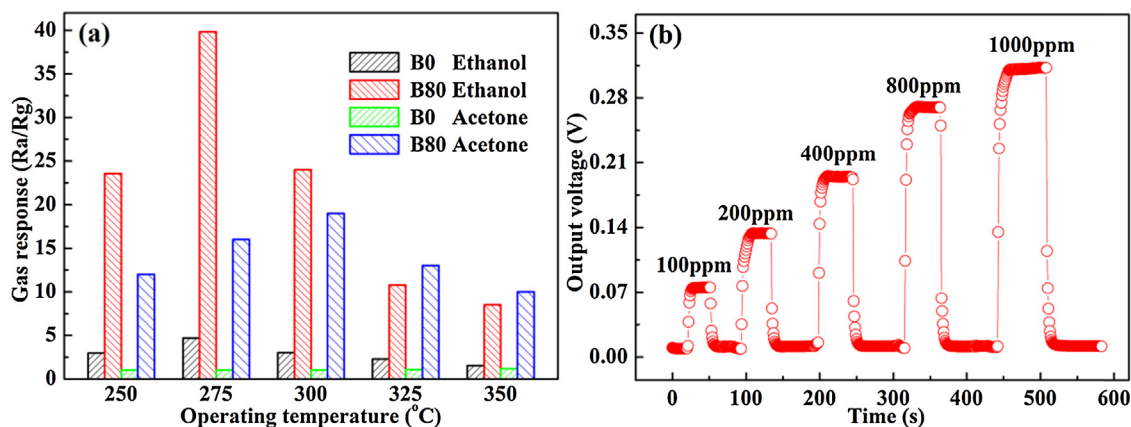 (a)
B0 Ethanol
B80 Ethanol
B0 Acetone
B80 Acetone
Gas response (Ra/Rg)
40
35
30
25
20
15
10
5
0
250 275 300 325 350
Operating temperature (°C)
(b)
1000ppm
800ppm
400ppm
200ppm
100ppm
Output voltage (V)
0.35
0.28
0.21
0.14
0.07
0.00
0 100 200 300 400 500 600
Time (s)